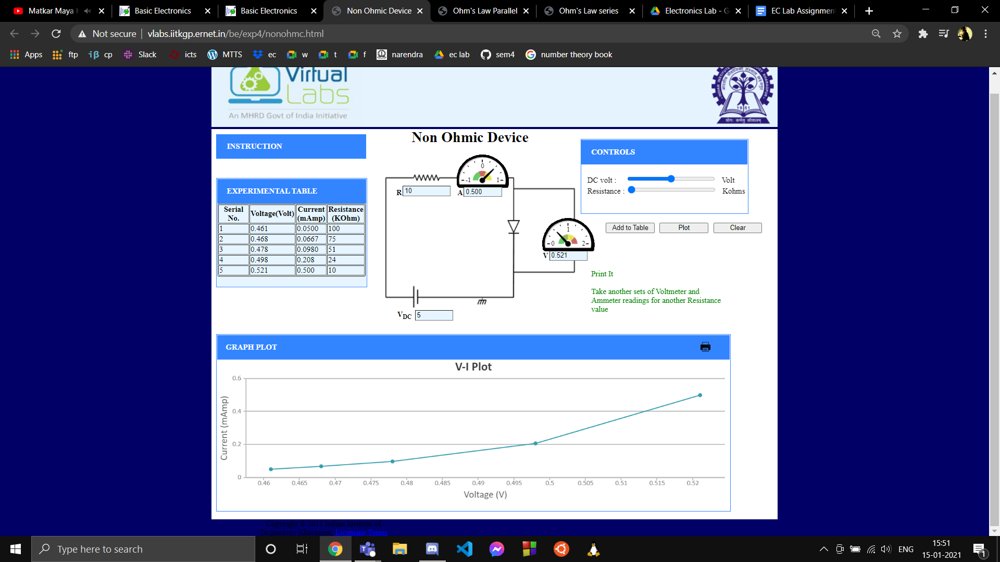 Matkar Maya
Basic Electronics
Basic Electronics
Non Ohmic Device
Ohm's Law Parallel
Ohm's Law series
Electronics Lab - G
EC Lab Assignmen
Not secure | vlabs.iitkgp.ernet.in/be/exp4/nonohmc.html
Apps ftp iβ cp Slack icts MTTS ec w t f narendra ec lab sem4 number theory book
Virtual
Labs
An MHRD Govt of India Initiative
1951
योगः कर्मसु कौशलम्
Non Ohmic Device
INSTRUCTION
CONTROLS
DC volt : Volt
Resistance : Kohms
Add to Table Plot Clear
EXPERIMENTAL TABLE
Serial No. Voltage(Volt) Current (mAmp) Resistance (KOhm)
1 0.461 0.0500 100
2 0.468 0.0667 75
3 0.478 0.0980 51
4 0.498 0.208 24
5 0.521 0.500 10
-1 0 1
R 10
A 0.500
0 1 2
V 0.521
VDC 5
Print It
Take another sets of Voltmeter and
Ammeter readings for another Resistance
value
GRAPH PLOT
V-I Plot
Current (mAmp)
0.6
0.4
0.2
0
0.46 0.465 0.47 0.475 0.48 0.485 0.49 0.495 0.5 0.505 0.51 0.515 0.52
Voltage (V)
Copyright © 2011 Indian Institute of
Technology Kharagpur. Licensing Terms
Type here to search
ENG
15:51
15-01-2021
1